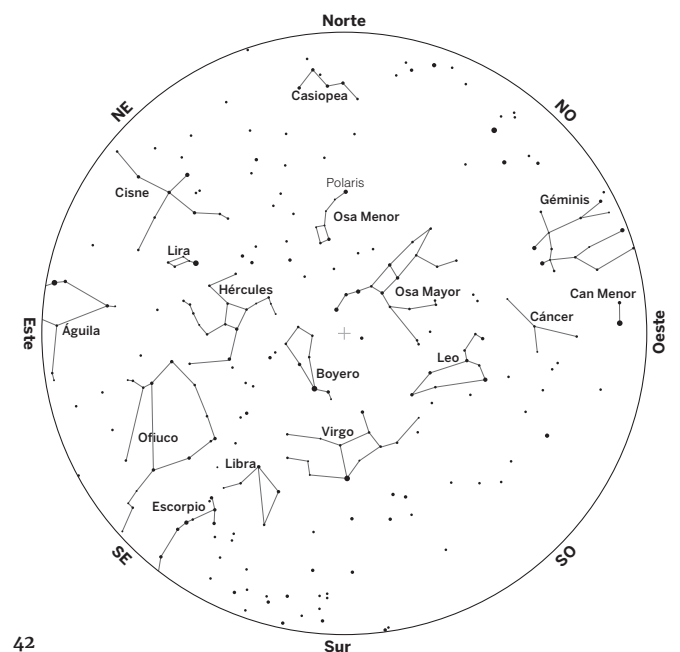 Norte
Casiopea
NE
NO
Polaris
Cisne
Osa Menor
Géminis
Lira
Hércules
Osa Mayor
Can Menor
Este
Águila
Cáncer
Oeste
Leo
Boyero
Ofiuco
Virgo
Libra
Escorpio
SE
SO
42
Sur